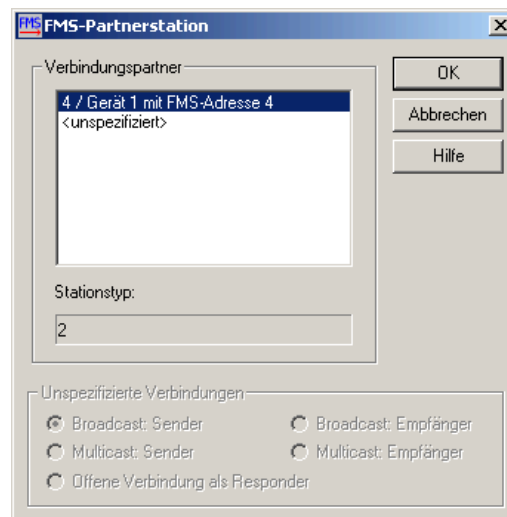 FMS FMS-Partnerstation
Verbindungspartner
4 / Gerät 1 mit FMS-Adresse 4
<unspezifiziert>
OK
Abbrechen
Hilfe
Stationstyp:
2
Unspezifizierte Verbindungen
Broadcast: Sender
Broadcast: Empfänger
Multicast: Sender
Multicast: Empfänger
Offene Verbindung als Responder